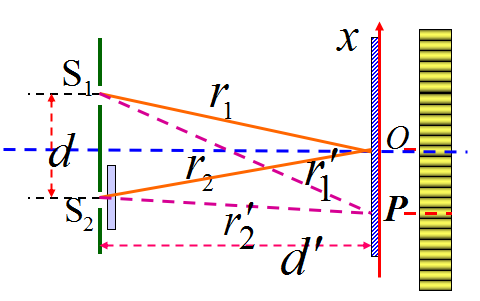 x
S₁
r₁
O
d
r₂
r₁′
S₂
r₂′
P
d′